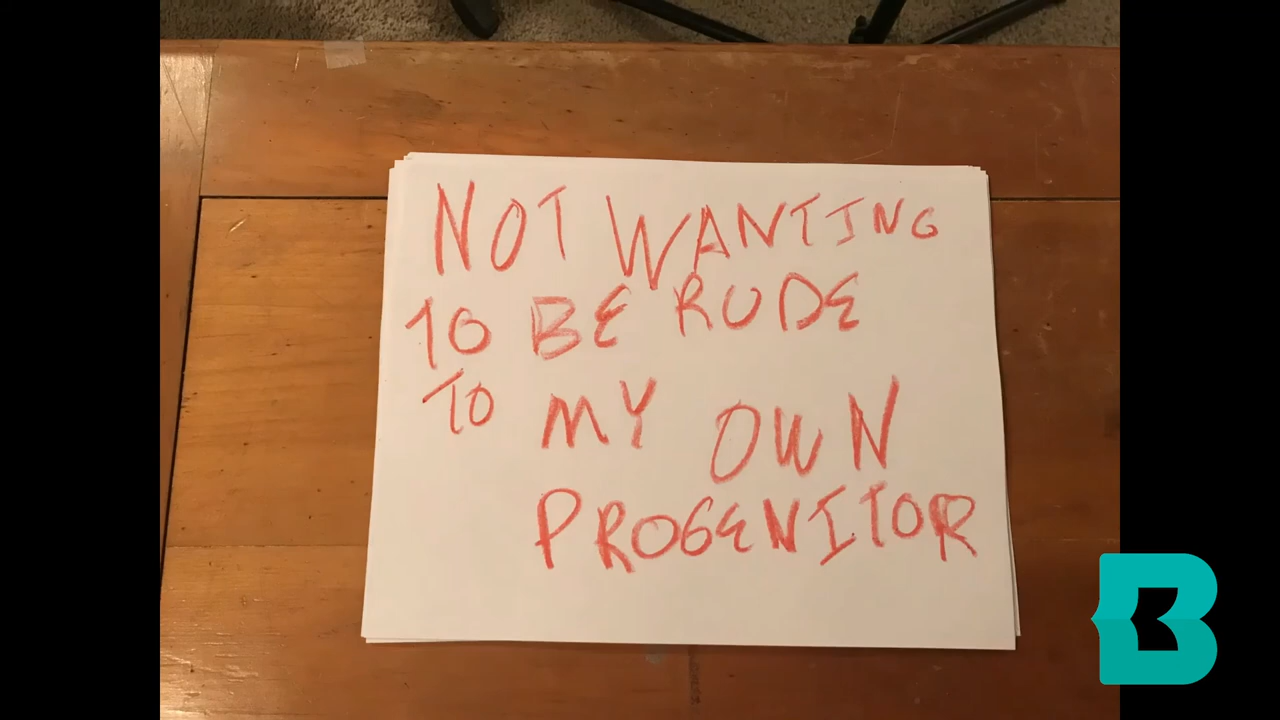 NOT WANTING
TO BE RUDE
TO MY OWN
PROGENITOR
B